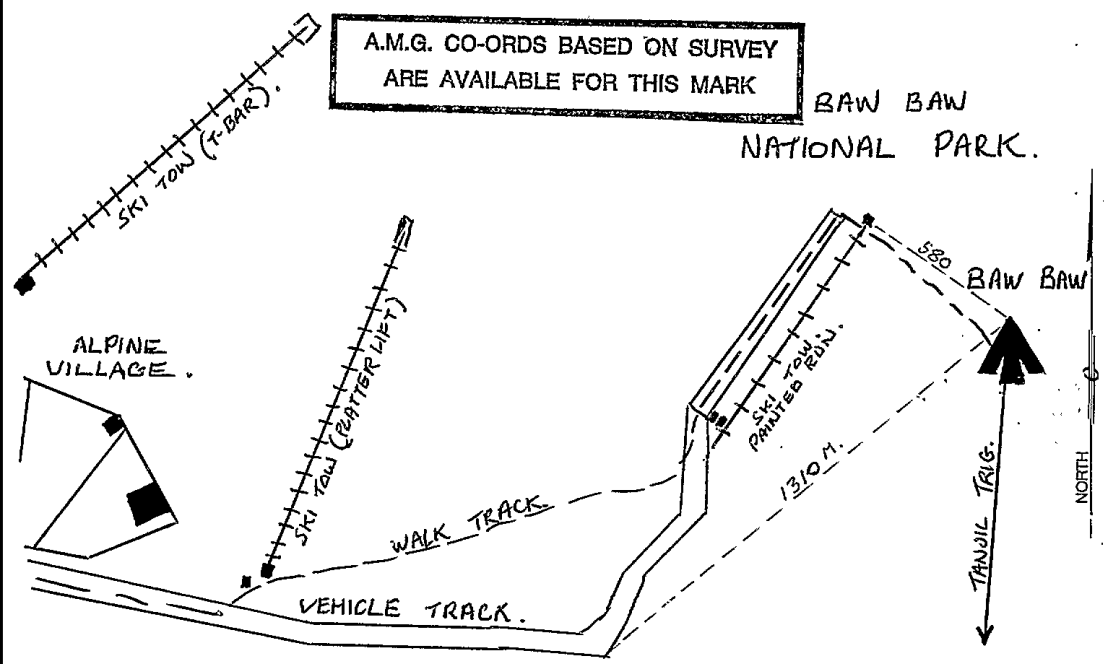 A.M.G. CO-ORDS BASED ON SURVEY
ARE AVAILABLE FOR THIS MARK
BAW BAW
NATIONAL PARK.
SKI TOW (T-BAR).
580
BAW BAW
ALPINE
VILLAGE.
SKI TOW (PLATTER LIFT)
SKI TOW.
PAINTED RUN.
1310 M.
TANJIL TRIG.
NORTH
WALK TRACK.
VEHICLE TRACK.